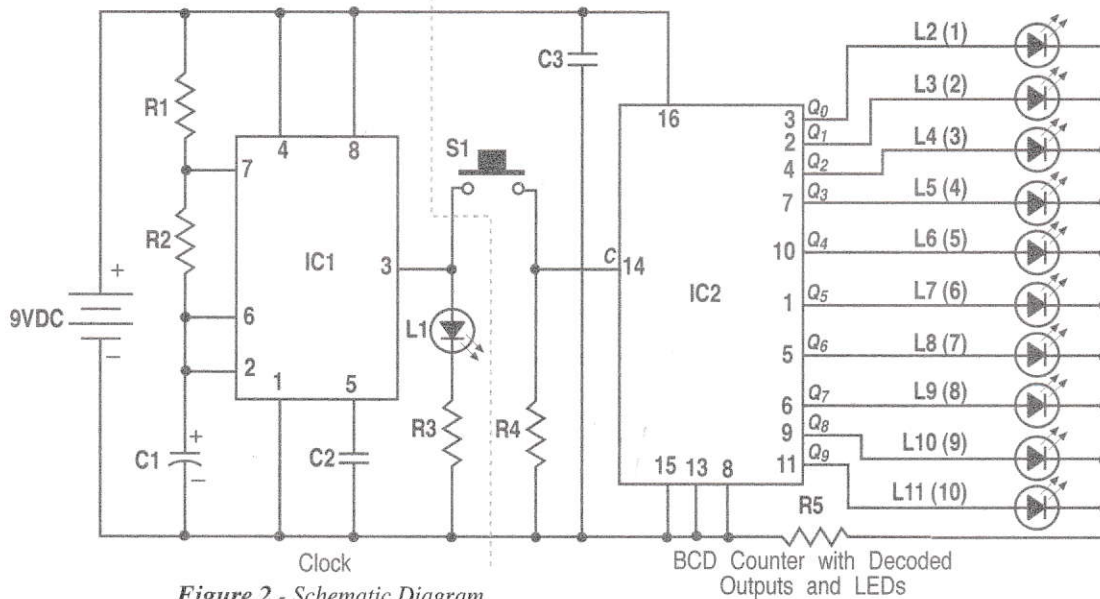 L2 (1)
R1
C3
16
3 Q0
L3 (2)
2 Q1
L4 (3)
4 Q2
L5 (4)
7 Q3
L6 (5)
10 Q4
L7 (6)
1 Q5
L8 (7)
5 Q6
L9 (8)
6 Q7
L10 (9)
9 Q8
L11 (10)
11 Q9
4 8
S1
7
R2
IC1
3
C 14
IC2
+
9VDC
–
6
L1
2
1 5
+
C1
–
C2
R3
R4
15 13 8
R5
Clock
BCD Counter with Decoded
Outputs and LEDs
Figure 2 - Schematic Diagram